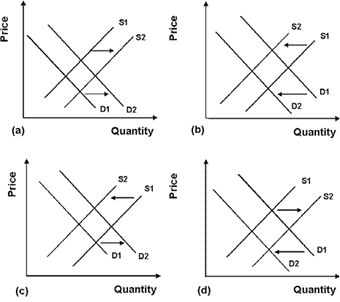 Price
S1
S2
D1
D2
(a)
Quantity
Price
S2
S1
D1
D2
(b)
Quantity
Price
S2
S1
D1
D2
(c)
Quantity
Price
S1
S2
D1
D2
(d)
Quantity